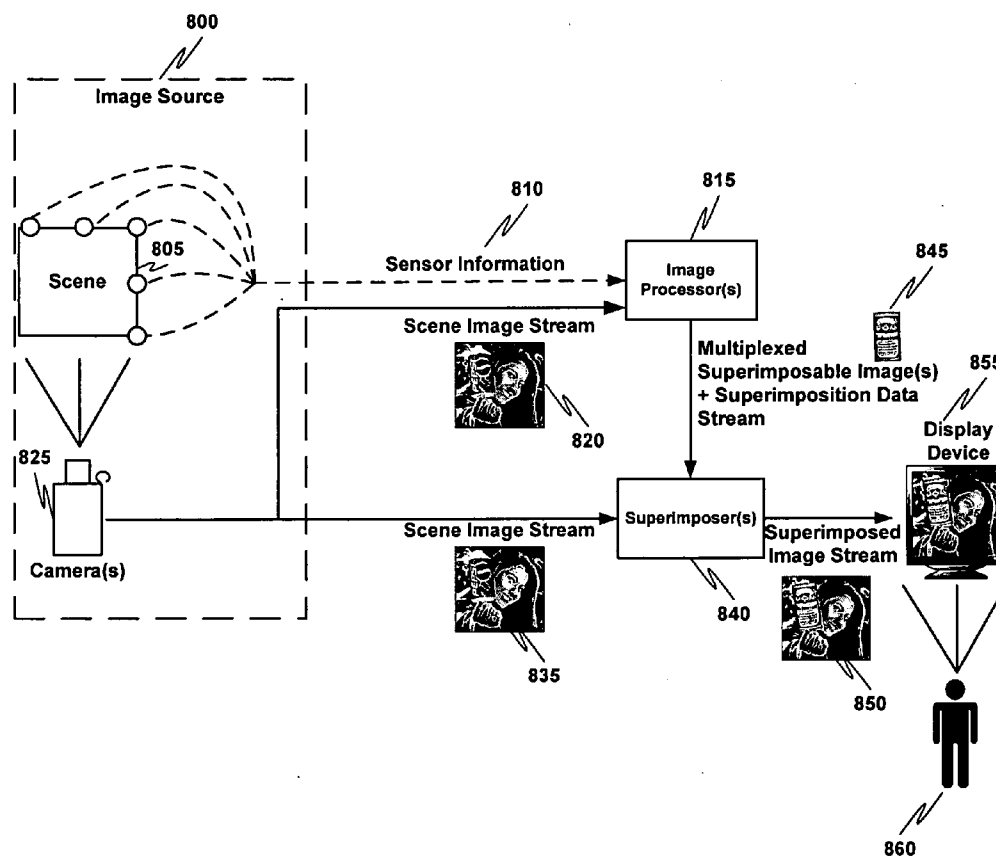 800
Image Source
810
815
805
845
Scene
Sensor Information
Image
Processor(s)
Scene Image Stream
Multiplexed
Superimposable Image(s)
+ Superimposition Data
Stream
855
820
Display
Device
825
Scene Image Stream
Superimposer(s)
Superimposed
Image Stream
Camera(s)
840
835
850
860